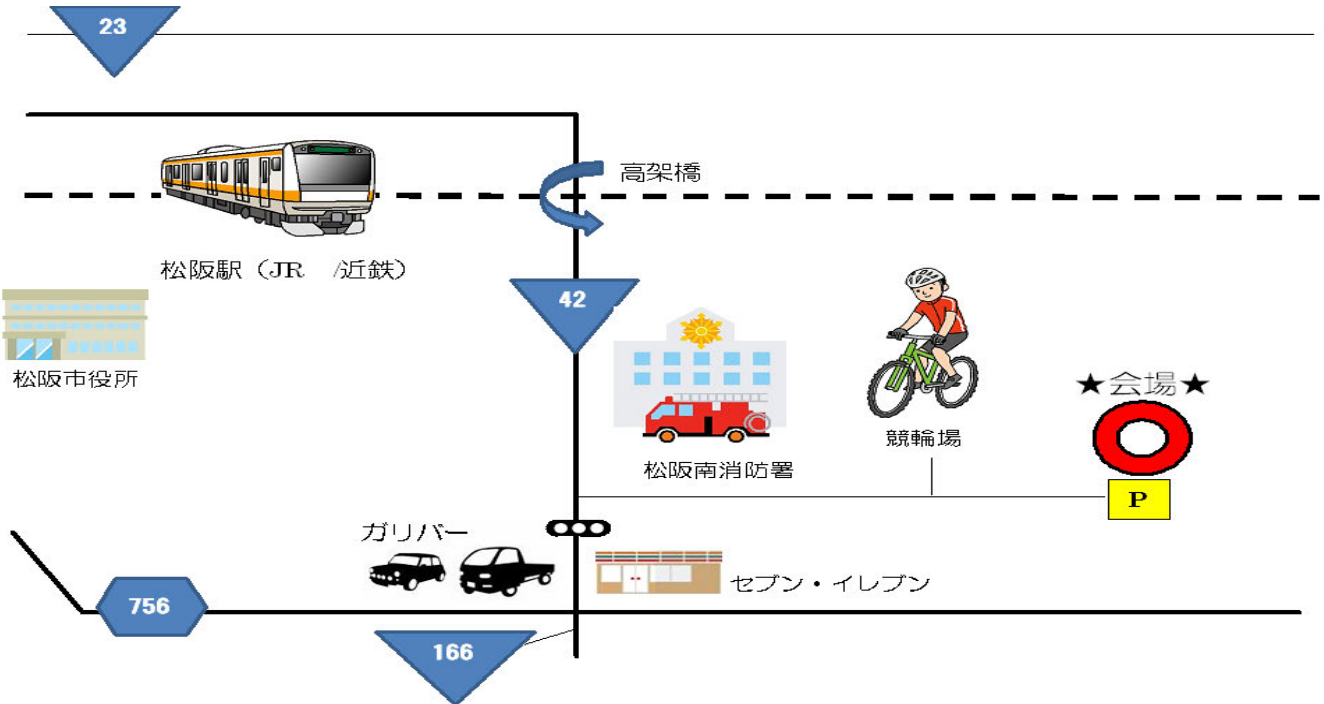 23
高架橋
松阪駅（JR　/近鉄）
42
松阪市役所
★会場★
競輪場
松阪南消防署
P
ガリバー
セブン・イレブン
756
166